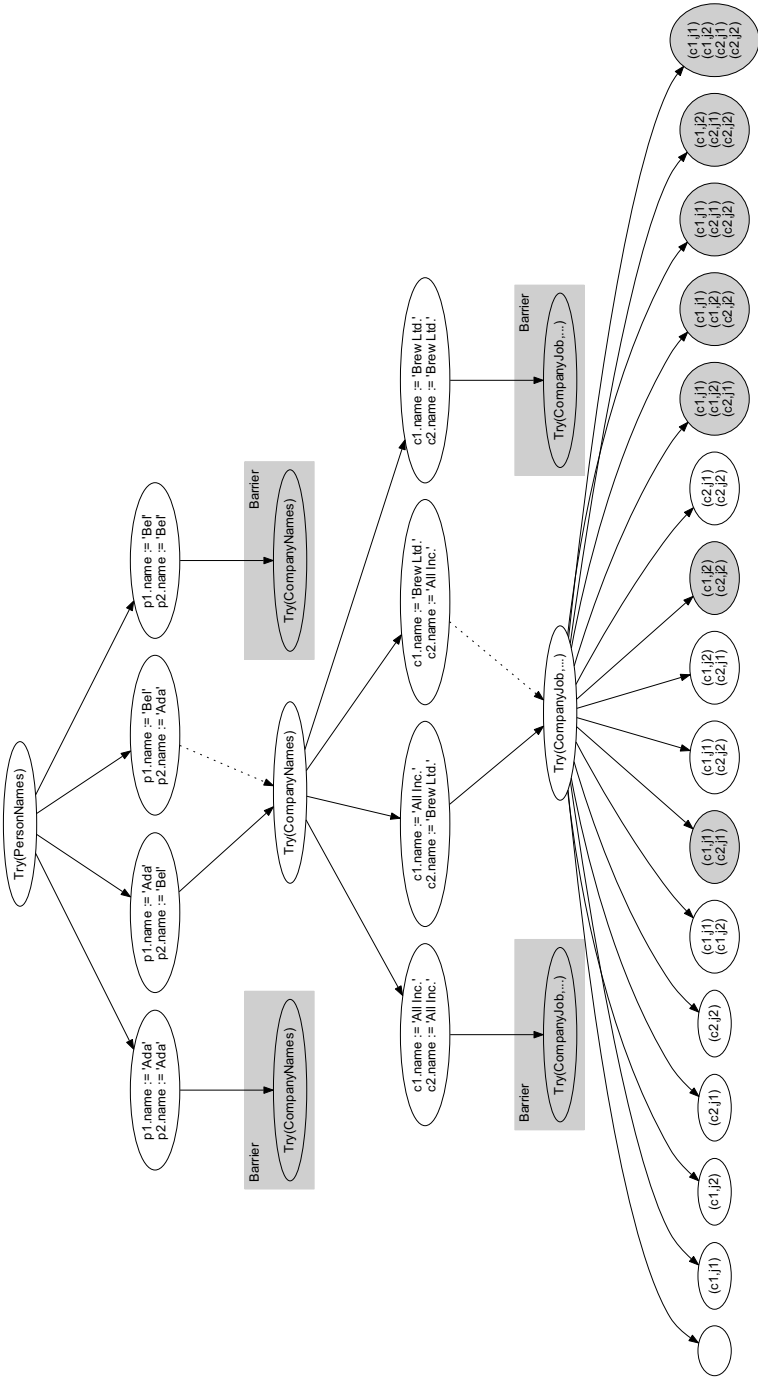 Try(PersonNames)
p1.name := 'Ada'
p2.name := 'Ada'
p1.name := 'Ada'
p2.name := 'Bel'
p1.name := 'Bel'
p2.name := 'Ada'
p1.name := 'Bel'
p2.name := 'Bel'
Barrier
Try(CompanyNames)
Try(CompanyNames)
Barrier
Try(CompanyNames)
c1.name := 'All Inc.'
c2.name := 'All Inc.'
c1.name := 'All Inc.'
c2.name := 'Brew Ltd.'
c1.name := 'Brew Ltd.'
c2.name := 'All Inc.'
c1.name := 'Brew Ltd.'
c2.name := 'Brew Ltd.'
Barrier
Try(CompanyJob,...)
Try(CompanyJob,...)
Barrier
Try(CompanyJob,...)
(c1,j1)
(c1,j2)
(c2,j1)
(c2,j2)
(c1,j1)
(c1,j2)
(c1,j1)
(c2,j1)
(c1,j1)
(c2,j2)
(c1,j2)
(c2,j1)
(c1,j2)
(c2,j2)
(c2,j1)
(c2,j2)
(c1,j1)
(c1,j2)
(c2,j1)
(c1,j1)
(c1,j2)
(c2,j2)
(c1,j1)
(c2,j1)
(c2,j2)
(c1,j2)
(c2,j1)
(c2,j2)
(c1,j1)
(c1,j2)
(c2,j1)
(c2,j2)